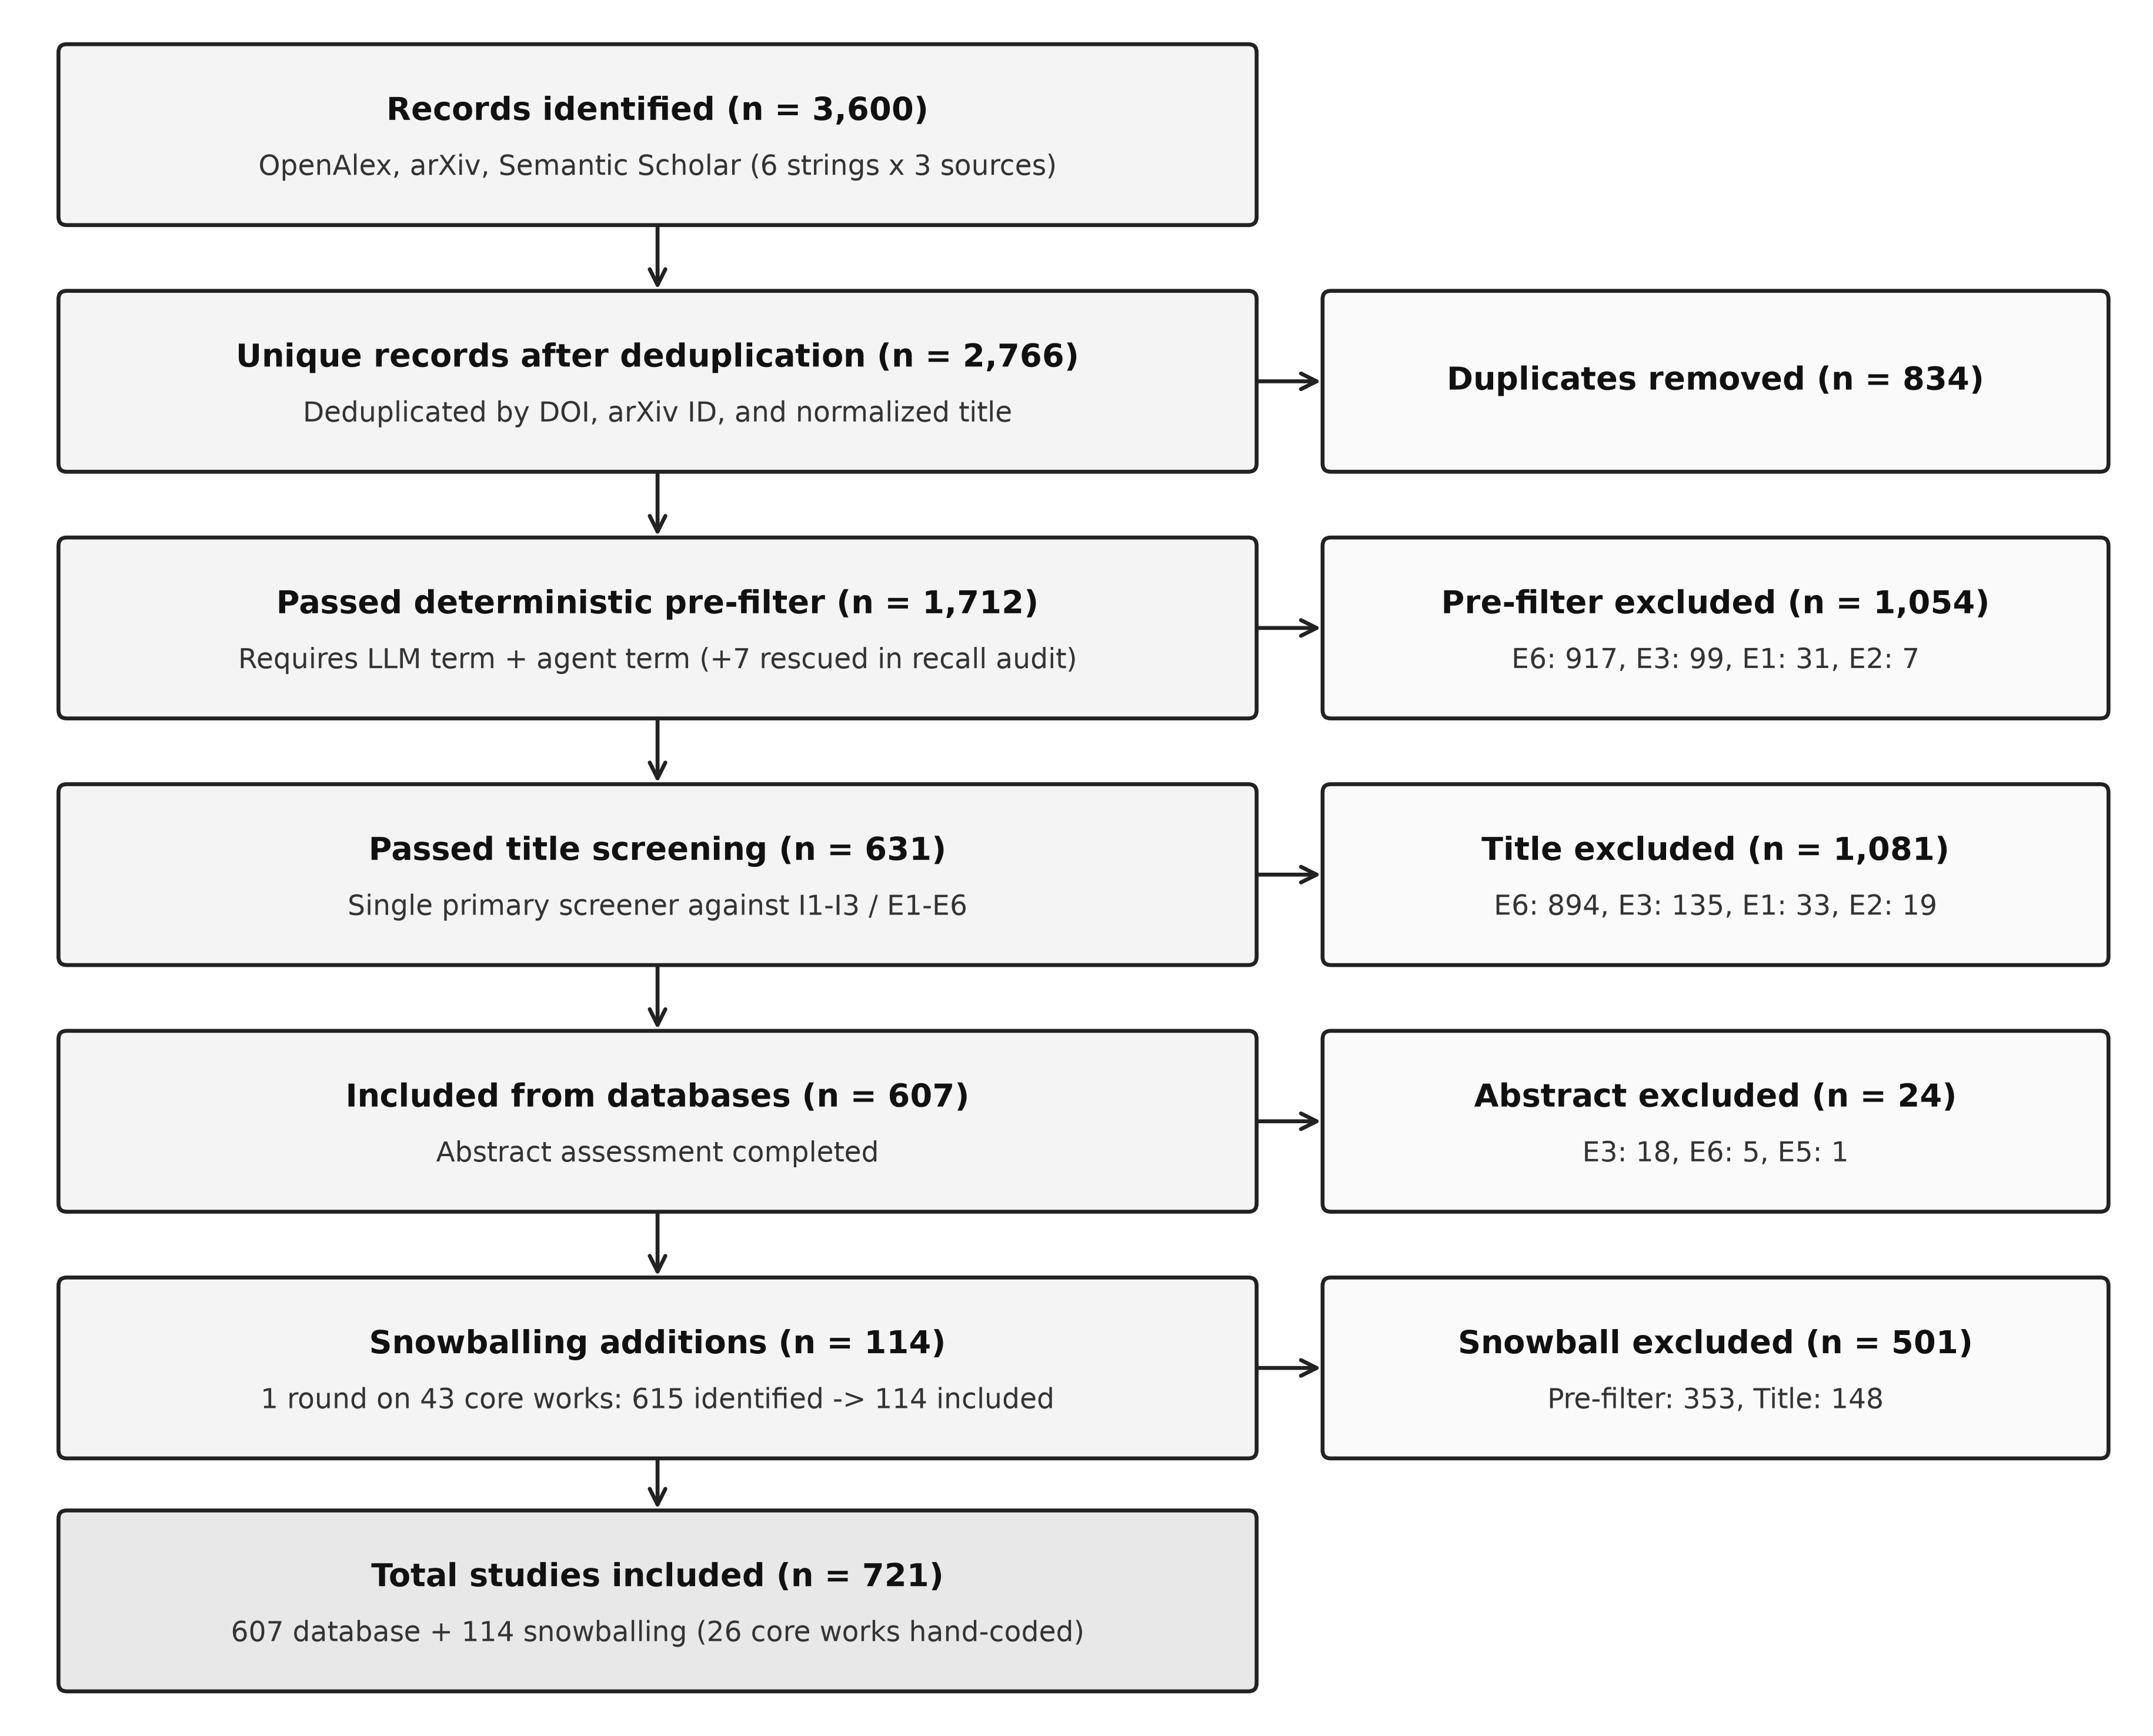 Records identified (n = 3,600)
OpenAlex, arXiv, Semantic Scholar (6 strings x 3 sources)
Unique records after deduplication (n = 2,766)
Deduplicated by DOI, arXiv ID, and normalized title
Duplicates removed (n = 834)
Passed deterministic pre-filter (n = 1,712)
Requires LLM term + agent term (+7 rescued in recall audit)
Pre-filter excluded (n = 1,054)
E6: 917, E3: 99, E1: 31, E2: 7
Passed title screening (n = 631)
Single primary screener against I1-I3 / E1-E6
Title excluded (n = 1,081)
E6: 894, E3: 135, E1: 33, E2: 19
Included from databases (n = 607)
Abstract assessment completed
Abstract excluded (n = 24)
E3: 18, E6: 5, E5: 1
Snowballing additions (n = 114)
1 round on 43 core works: 615 identified -> 114 included
Snowball excluded (n = 501)
Pre-filter: 353, Title: 148
Total studies included (n = 721)
607 database + 114 snowballing (26 core works hand-coded)